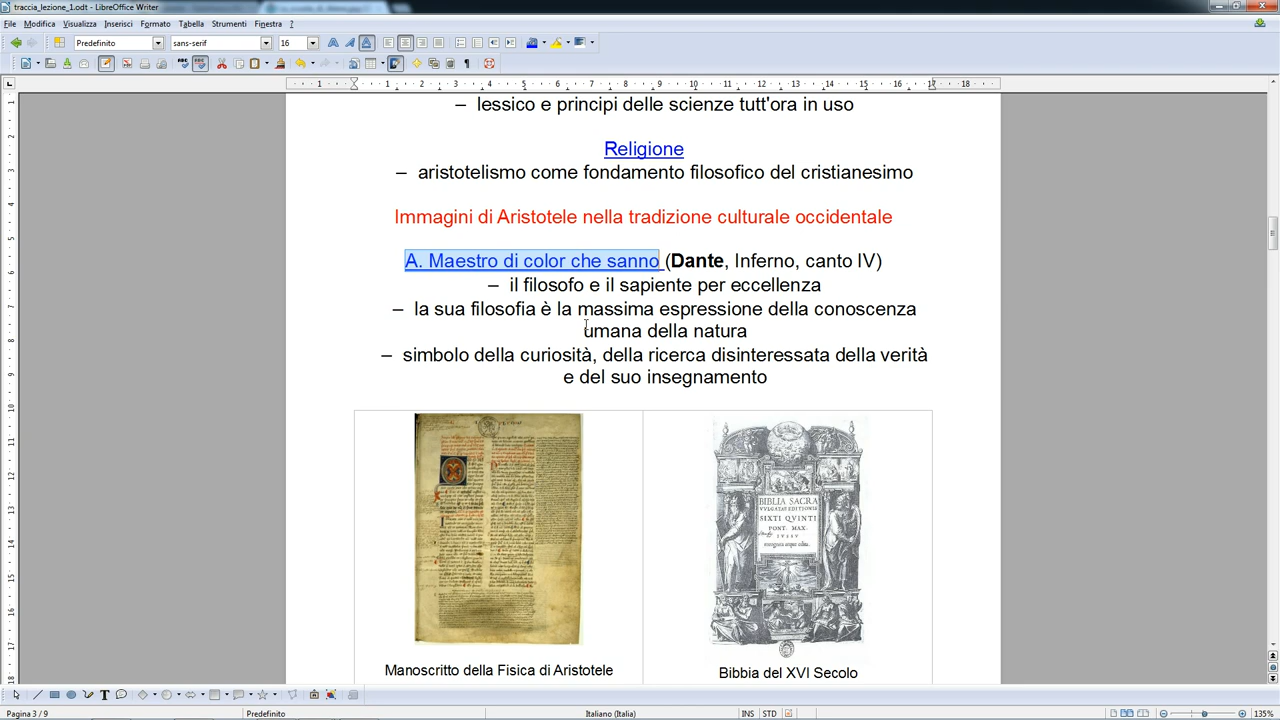 traccia_lezione_1.odt - LibreOffice Writer
File Modifica Visualizza Inserisci Formato Tabella Strumenti Finestra ?
Predefinito sans-serif 16
– lessico e principi delle scienze tutt'ora in uso
Religione
– aristotelismo come fondamento filosofico del cristianesimo
Immagini di Aristotele nella tradizione culturale occidentale
A. Maestro di color che sanno (Dante, Inferno, canto IV)
– il filosofo e il sapiente per eccellenza
– la sua filosofia è la massima espressione della conoscenza
umana della natura
– simbolo della curiosità, della ricerca disinteressata della verità
e del suo insegnamento
BIBLIA SACRA
VULGATAE EDITIONIS
SIXTI QVINTI
PONT. MAX.
IVSSV
Manoscritto della Fisica di Aristotele
Bibbia del XVI Secolo
Pagina 3 / 9 Predefinito Italiano (Italia) INS STD 135%